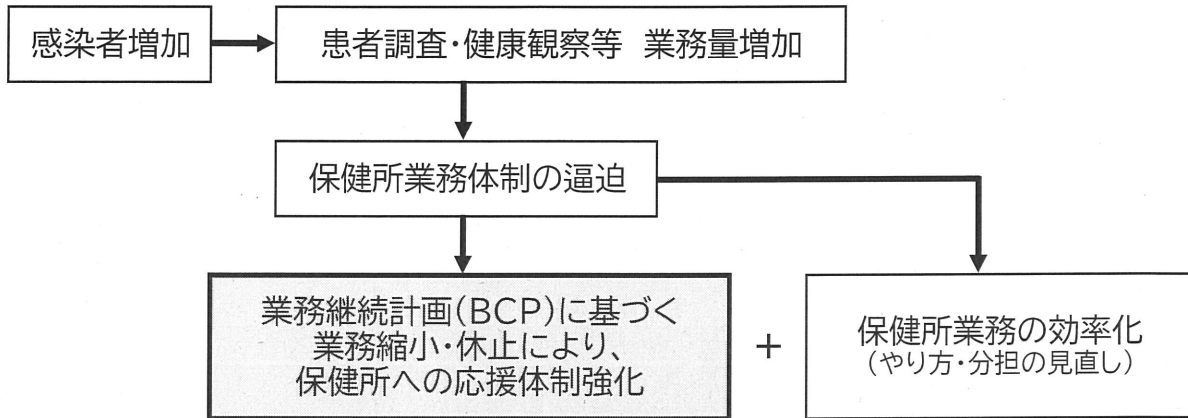 感染者増加
患者調査・健康観察等 業務量増加
保健所業務体制の逼迫
業務継続計画(BCP)に基づく
業務縮小・休止により、
保健所への応援体制強化
+
保健所業務の効率化
(やり方・分担の見直し)